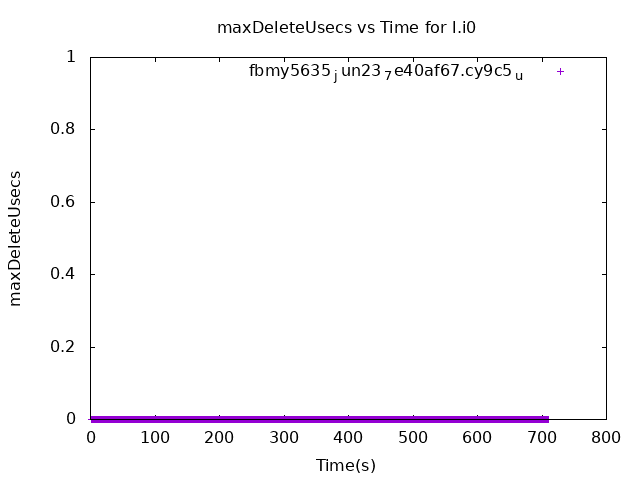 maxDeleteUsecs vs Time for l.i0
fbmy5635jun237e40af67.cy9c5u
1
0.8
0.6
0.4
0.2
0
maxDeleteUsecs
0 100 200 300 400 500 600 700 800
Time(s)